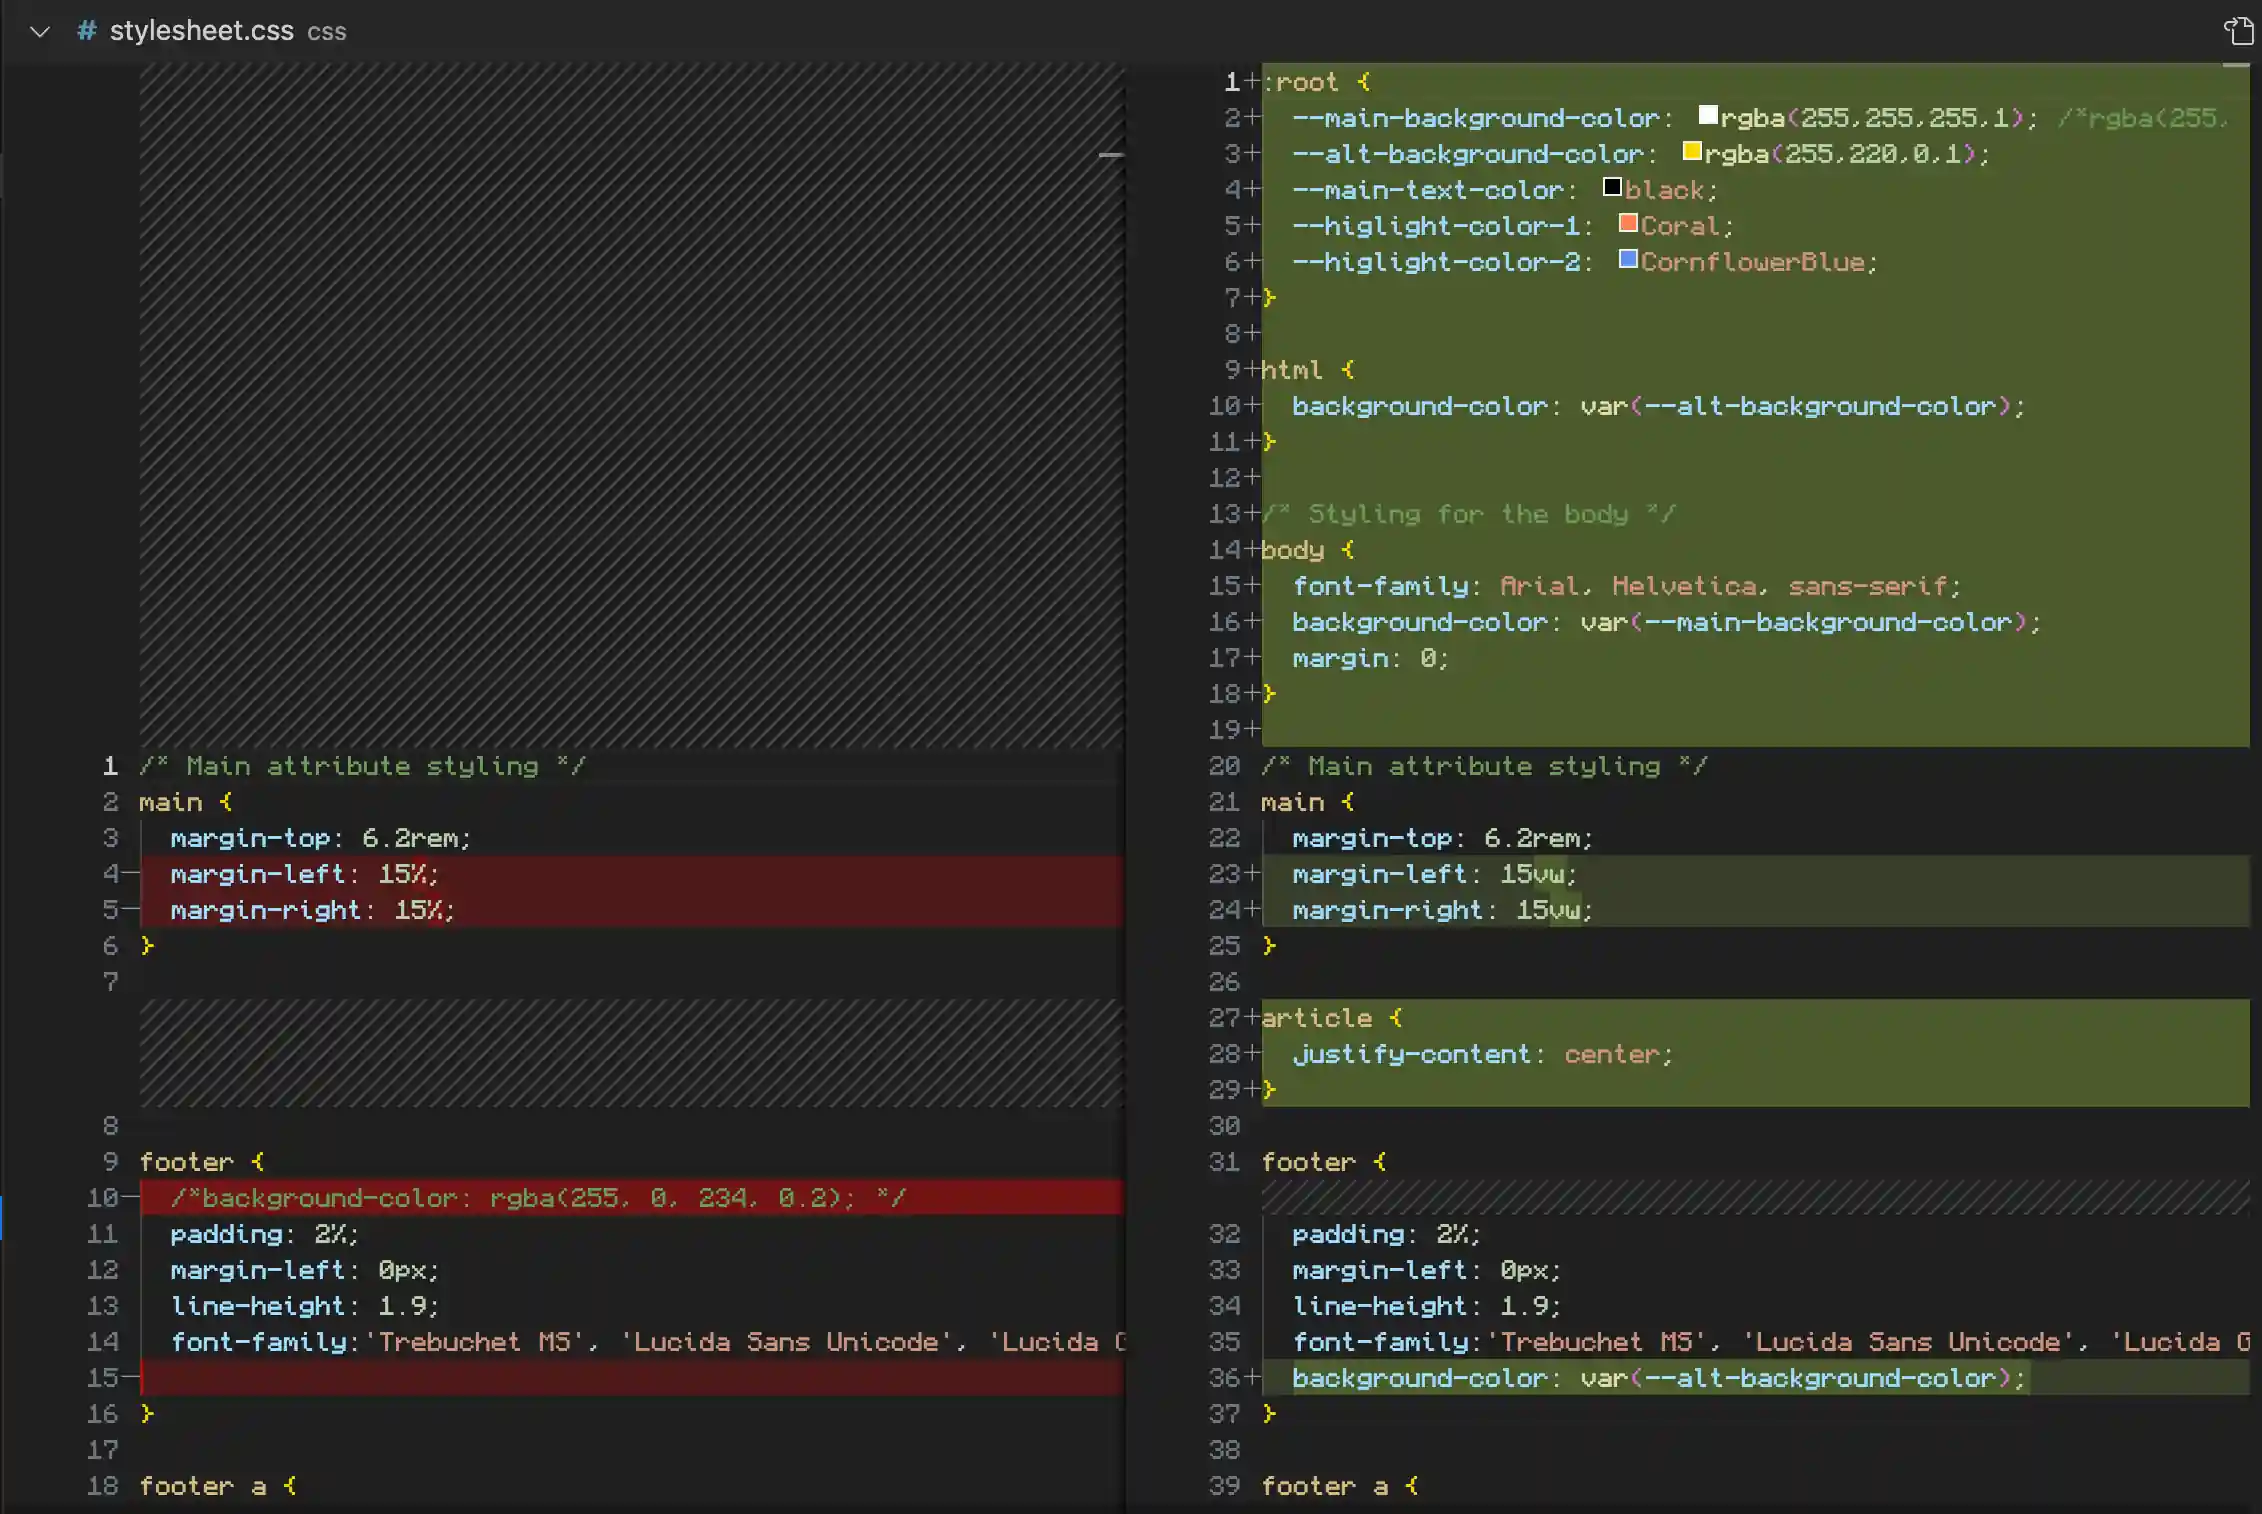 # stylesheet.css css
1 /* Main attribute styling */
2 main {
3 margin-top: 6.2rem;
4— margin-left: 15%;
5— margin-right: 15%;
6 }
7
8
9 footer {
10— /*background-color: rgba(255, 0, 234, 0.2); */
11 padding: 2%;
12 margin-left: 0px;
13 line-height: 1.9;
14 font-family:'Trebuchet MS', 'Lucida Sans Unicode', 'Lucida G
15—
16 }
17
18 footer a {
1+:root {
2+ --main-background-color: rgba(255,255,255,1); /*rgba(255,
3+ --alt-background-color: rgba(255,220,0,1);
4+ --main-text-color: black;
5+ --higlight-color-1: Coral;
6+ --higlight-color-2: CornflowerBlue;
7+}
8+
9+html {
10+ background-color: var(--alt-background-color);
11+}
12+
13+/* Styling for the body */
14+body {
15+ font-family: Arial, Helvetica, sans-serif;
16+ background-color: var(--main-background-color);
17+ margin: 0;
18+}
19+
20 /* Main attribute styling */
21 main {
22 margin-top: 6.2rem;
23+ margin-left: 15vw;
24+ margin-right: 15vw;
25 }
26
27+article {
28+ justify-content: center;
29+}
30
31 footer {
32 padding: 2%;
33 margin-left: 0px;
34 line-height: 1.9;
35 font-family:'Trebuchet MS', 'Lucida Sans Unicode', 'Lucida G
36+ background-color: var(--alt-background-color);
37 }
38
39 footer a {